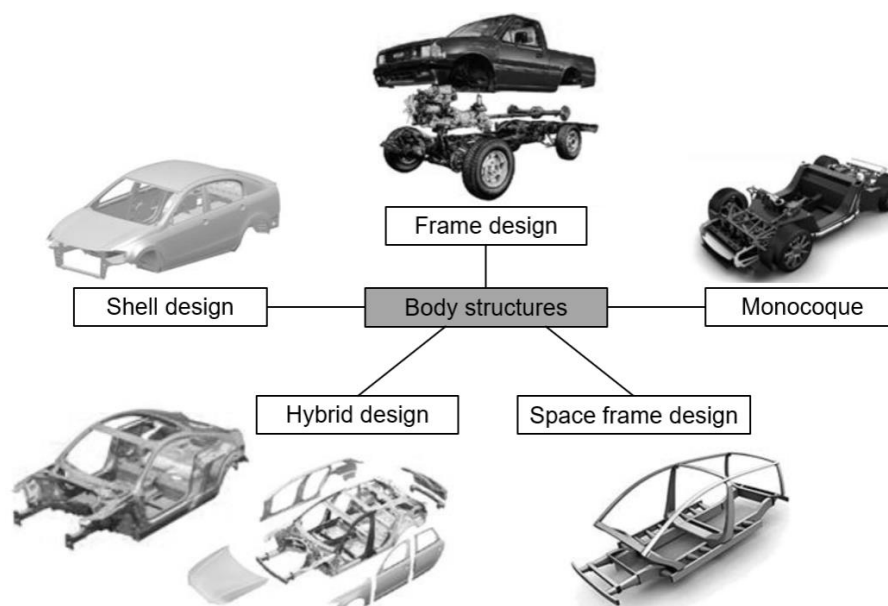 Frame design
Shell design
Body structures
Monocoque
Hybrid design
Space frame design